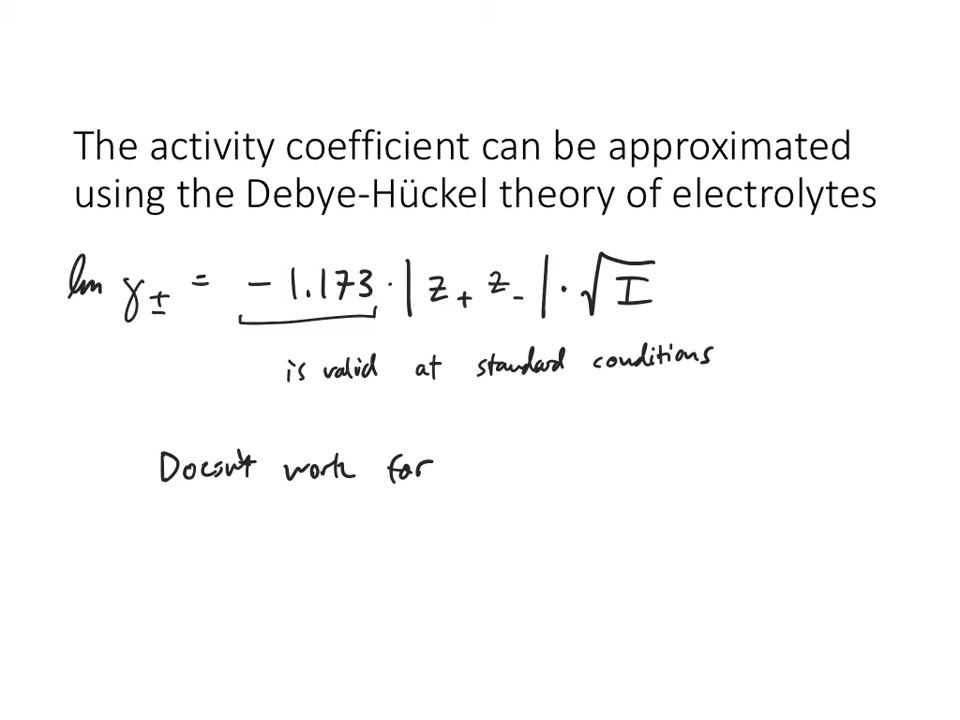 The activity coefficient can be approximated
using the Debye-Hückel theory of electrolytes
ln γ± = - 1.173 · | z+ z- | · √I
is valid at standard conditions
Doesn't work for